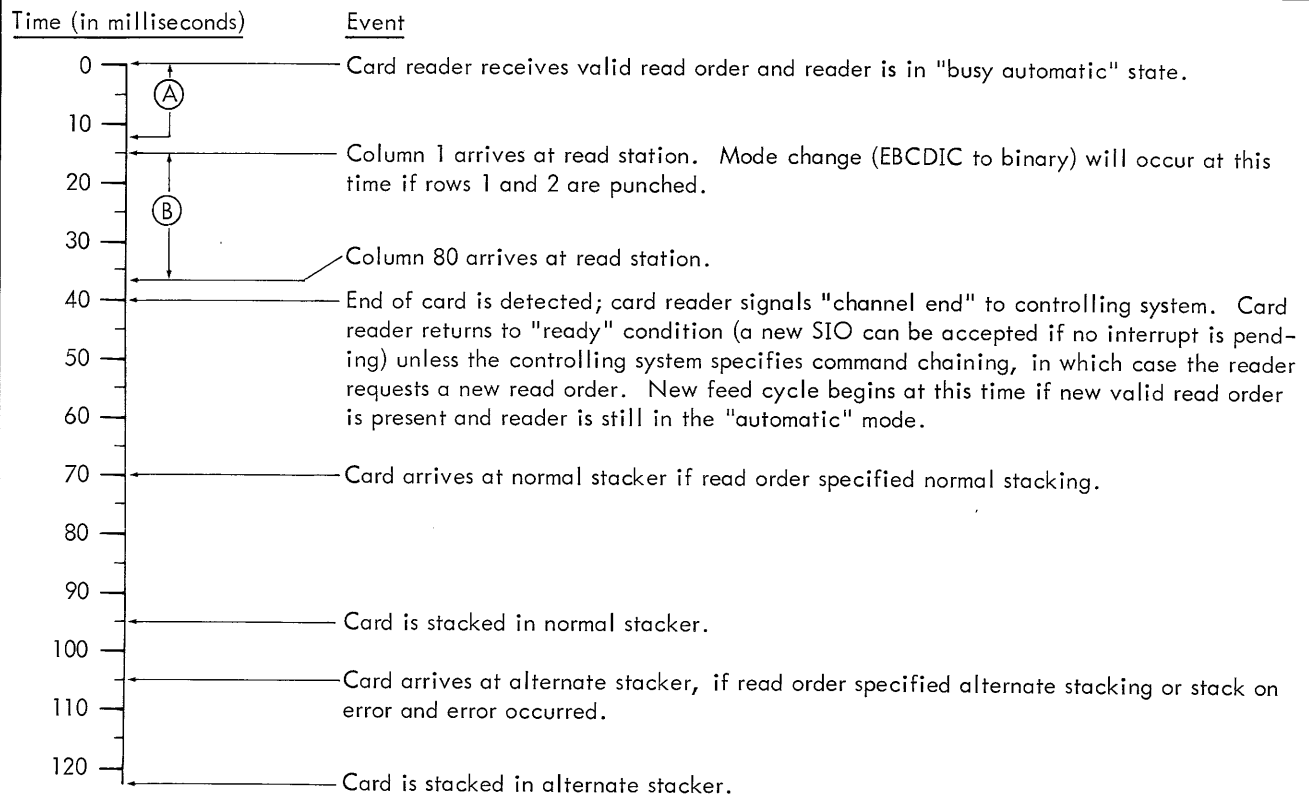 Time (in milliseconds) Event
0 Card reader receives valid read order and reader is in "busy automatic" state.
A
10
Column 1 arrives at read station. Mode change (EBCDIC to binary) will occur at this
20 time if rows 1 and 2 are punched.
B
30
Column 80 arrives at read station.
40 End of card is detected; card reader signals "channel end" to controlling system. Card
reader returns to "ready" condition (a new SIO can be accepted if no interrupt is pend-
50 ing) unless the controlling system specifies command chaining, in which case the reader
requests a new read order. New feed cycle begins at this time if new valid read order
60 is present and reader is still in the "automatic" mode.
70 Card arrives at normal stacker if read order specified normal stacking.
80
90
Card is stacked in normal stacker.
100
Card arrives at alternate stacker, if read order specified alternate stacking or stack on
110 error and error occurred.
120
Card is stacked in alternate stacker.